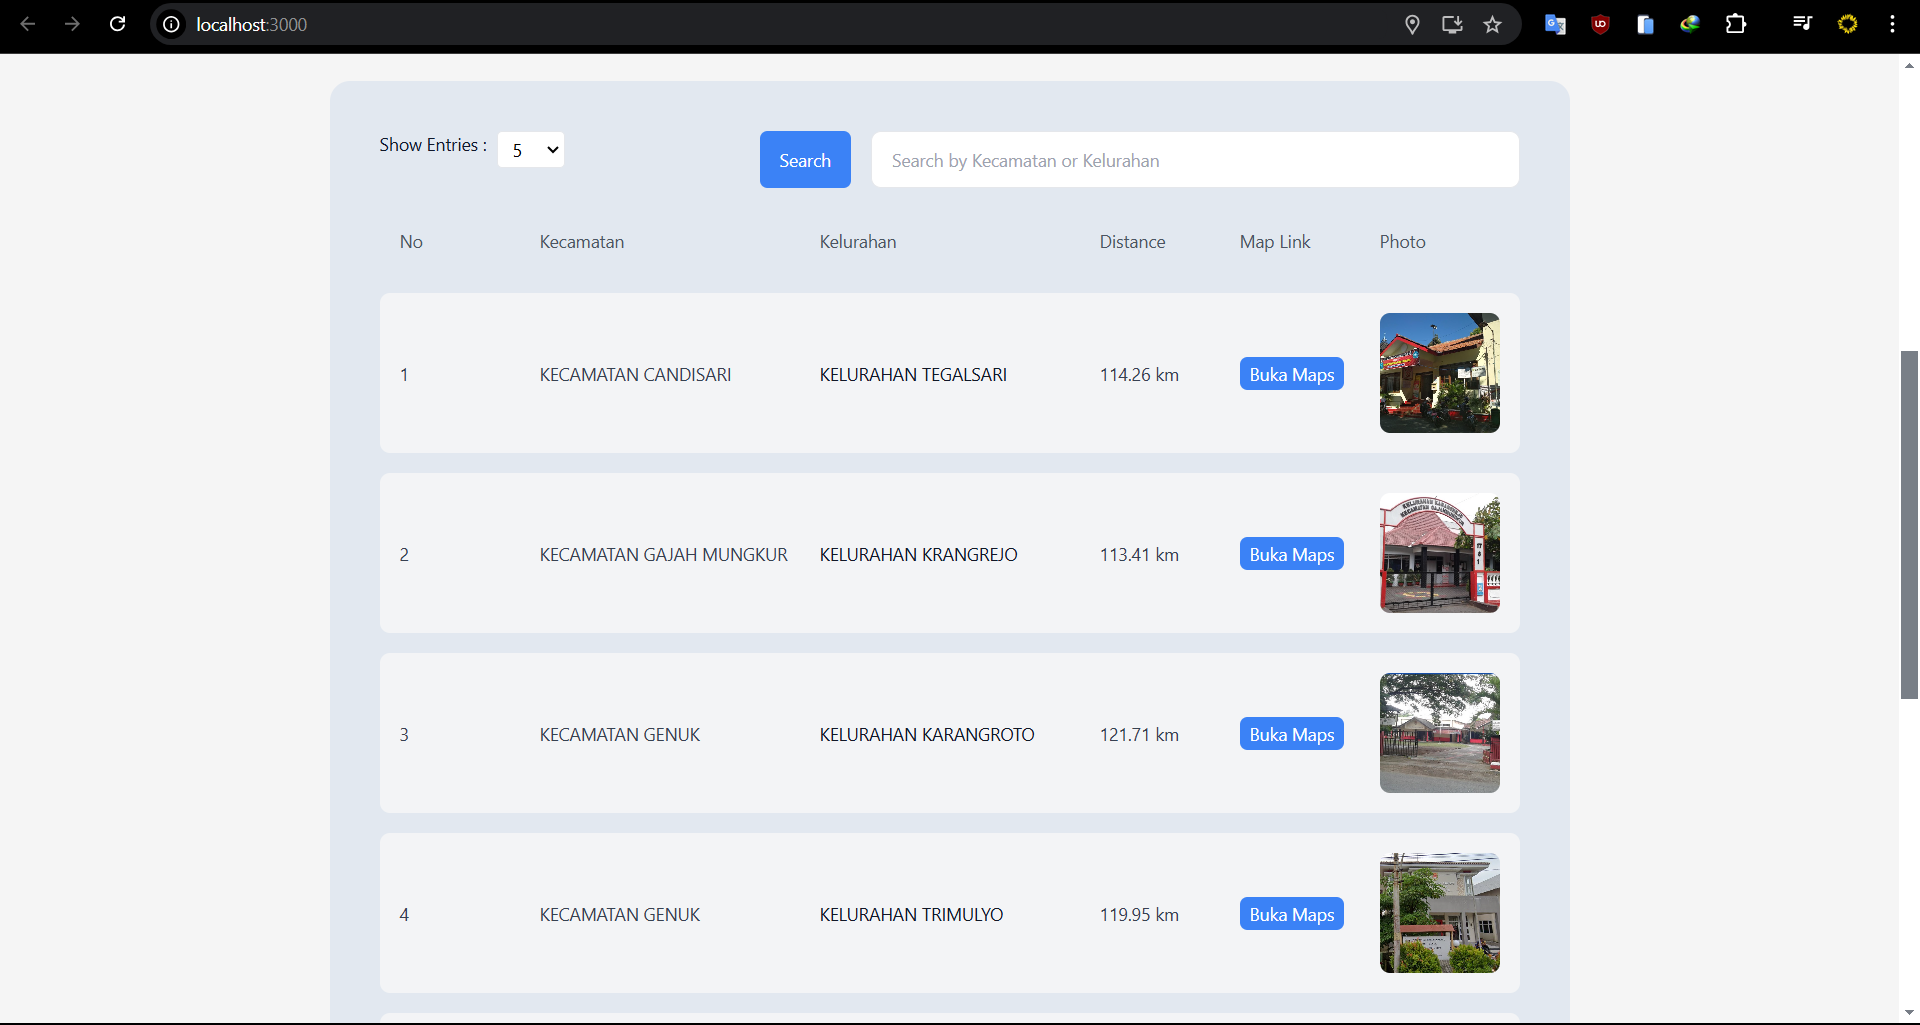 localhost:3000
Show Entries :
5
Search
Search by Kecamatan or Kelurahan
No Kecamatan Kelurahan Distance Map Link Photo
1 KECAMATAN CANDISARI KELURAHAN TEGALSARI 114.26 km Buka Maps
2 KECAMATAN GAJAH MUNGKUR KELURAHAN KRANGREJO 113.41 km Buka Maps
3 KECAMATAN GENUK KELURAHAN KARANGROTO 121.71 km Buka Maps
4 KECAMATAN GENUK KELURAHAN TRIMULYO 119.95 km Buka Maps